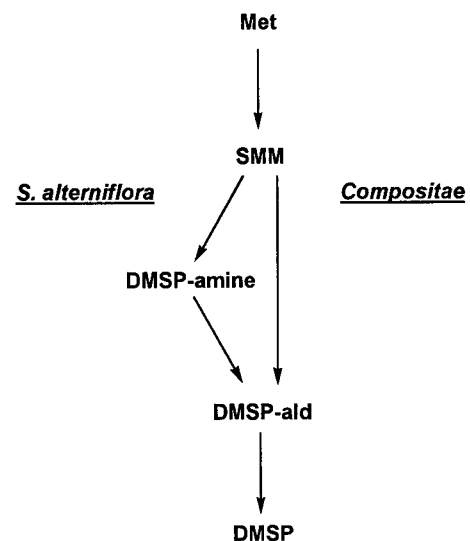 Met
SMM
S. alterniflora
Compositae
DMSP-amine
DMSP-ald
DMSP